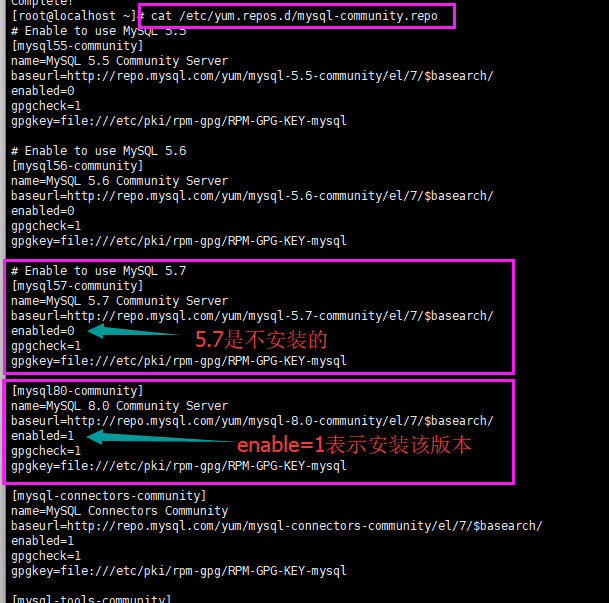 Complete!
[root@localhost ~]# cat /etc/yum.repos.d/mysql-community.repo
# Enable to use MySQL 5.5
[mysql55-community]
name=MySQL 5.5 Community Server
baseurl=http://repo.mysql.com/yum/mysql-5.5-community/el/7/$basearch/
enabled=0
gpgcheck=1
gpgkey=file:///etc/pki/rpm-gpg/RPM-GPG-KEY-mysql
# Enable to use MySQL 5.6
[mysql56-community]
name=MySQL 5.6 Community Server
baseurl=http://repo.mysql.com/yum/mysql-5.6-community/el/7/$basearch/
enabled=0
gpgcheck=1
gpgkey=file:///etc/pki/rpm-gpg/RPM-GPG-KEY-mysql
# Enable to use MySQL 5.7
[mysql57-community]
name=MySQL 5.7 Community Server
baseurl=http://repo.mysql.com/yum/mysql-5.7-community/el/7/$basearch/
enabled=0
5.7是不安装的
gpgcheck=1
gpgkey=file:///etc/pki/rpm-gpg/RPM-GPG-KEY-mysql
[mysql80-community]
name=MySQL 8.0 Community Server
baseurl=http://repo.mysql.com/yum/mysql-8.0-community/el/7/$basearch/
enabled=1
enable=1表示安装该版本
gpgcheck=1
gpgkey=file:///etc/pki/rpm-gpg/RPM-GPG-KEY-mysql
[mysql-connectors-community]
name=MySQL Connectors Community
baseurl=http://repo.mysql.com/yum/mysql-connectors-community/el/7/$basearch/
enabled=1
gpgcheck=1
gpgkey=file:///etc/pki/rpm-gpg/RPM-GPG-KEY-mysql
[mysql-tools-community]